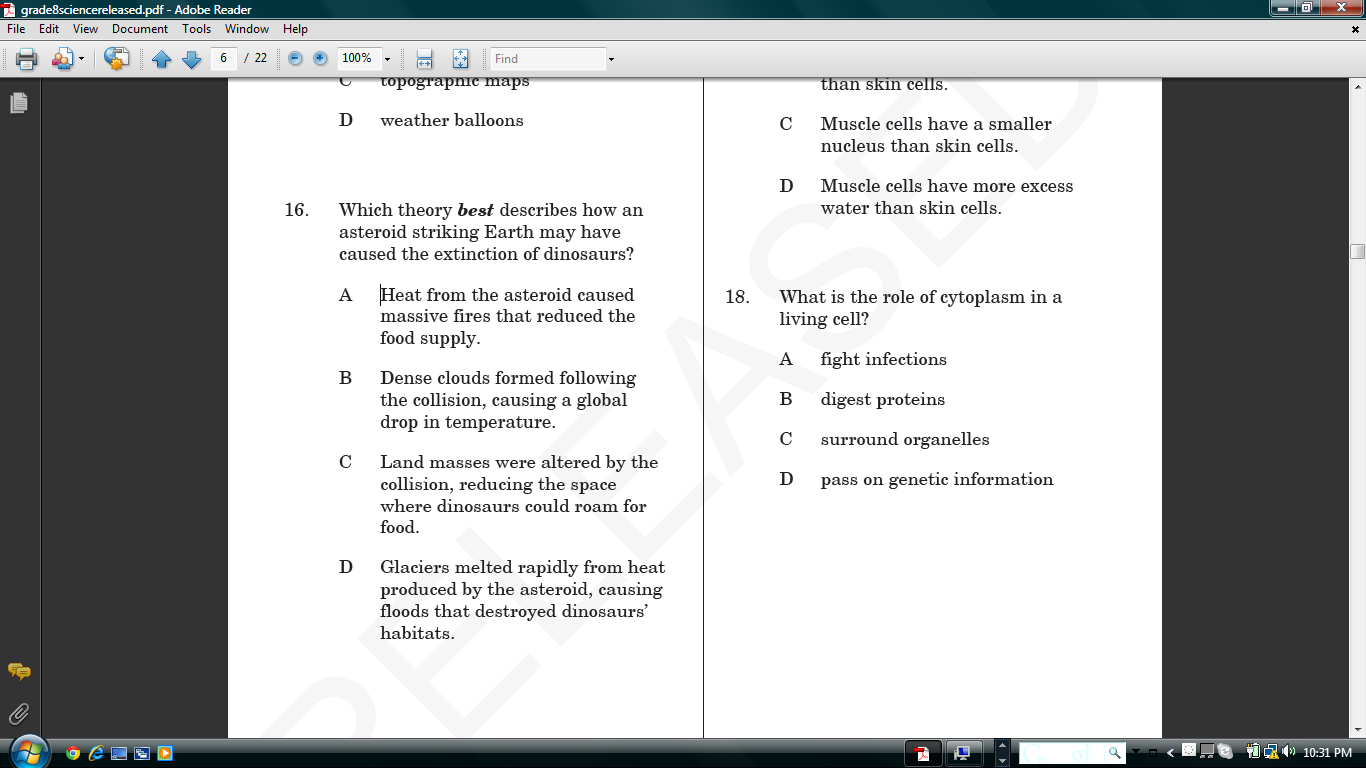 grade8sciencereleased.pdf - Adobe Reader
File Edit View Document Tools Window Help
6 / 22 100% Find
C topographic maps
D weather balloons
16. Which theory best describes how an
asteroid striking Earth may have
caused the extinction of dinosaurs?
A Heat from the asteroid caused
massive fires that reduced the
food supply.
B Dense clouds formed following
the collision, causing a global
drop in temperature.
C Land masses were altered by the
collision, reducing the space
where dinosaurs could roam for
food.
D Glaciers melted rapidly from heat
produced by the asteroid, causing
floods that destroyed dinosaurs'
habitats.
than skin cells.
C Muscle cells have a smaller
nucleus than skin cells.
D Muscle cells have more excess
water than skin cells.
18. What is the role of cytoplasm in a
living cell?
A fight infections
B digest proteins
C surround organelles
D pass on genetic information
RELEASED
10:31 PM